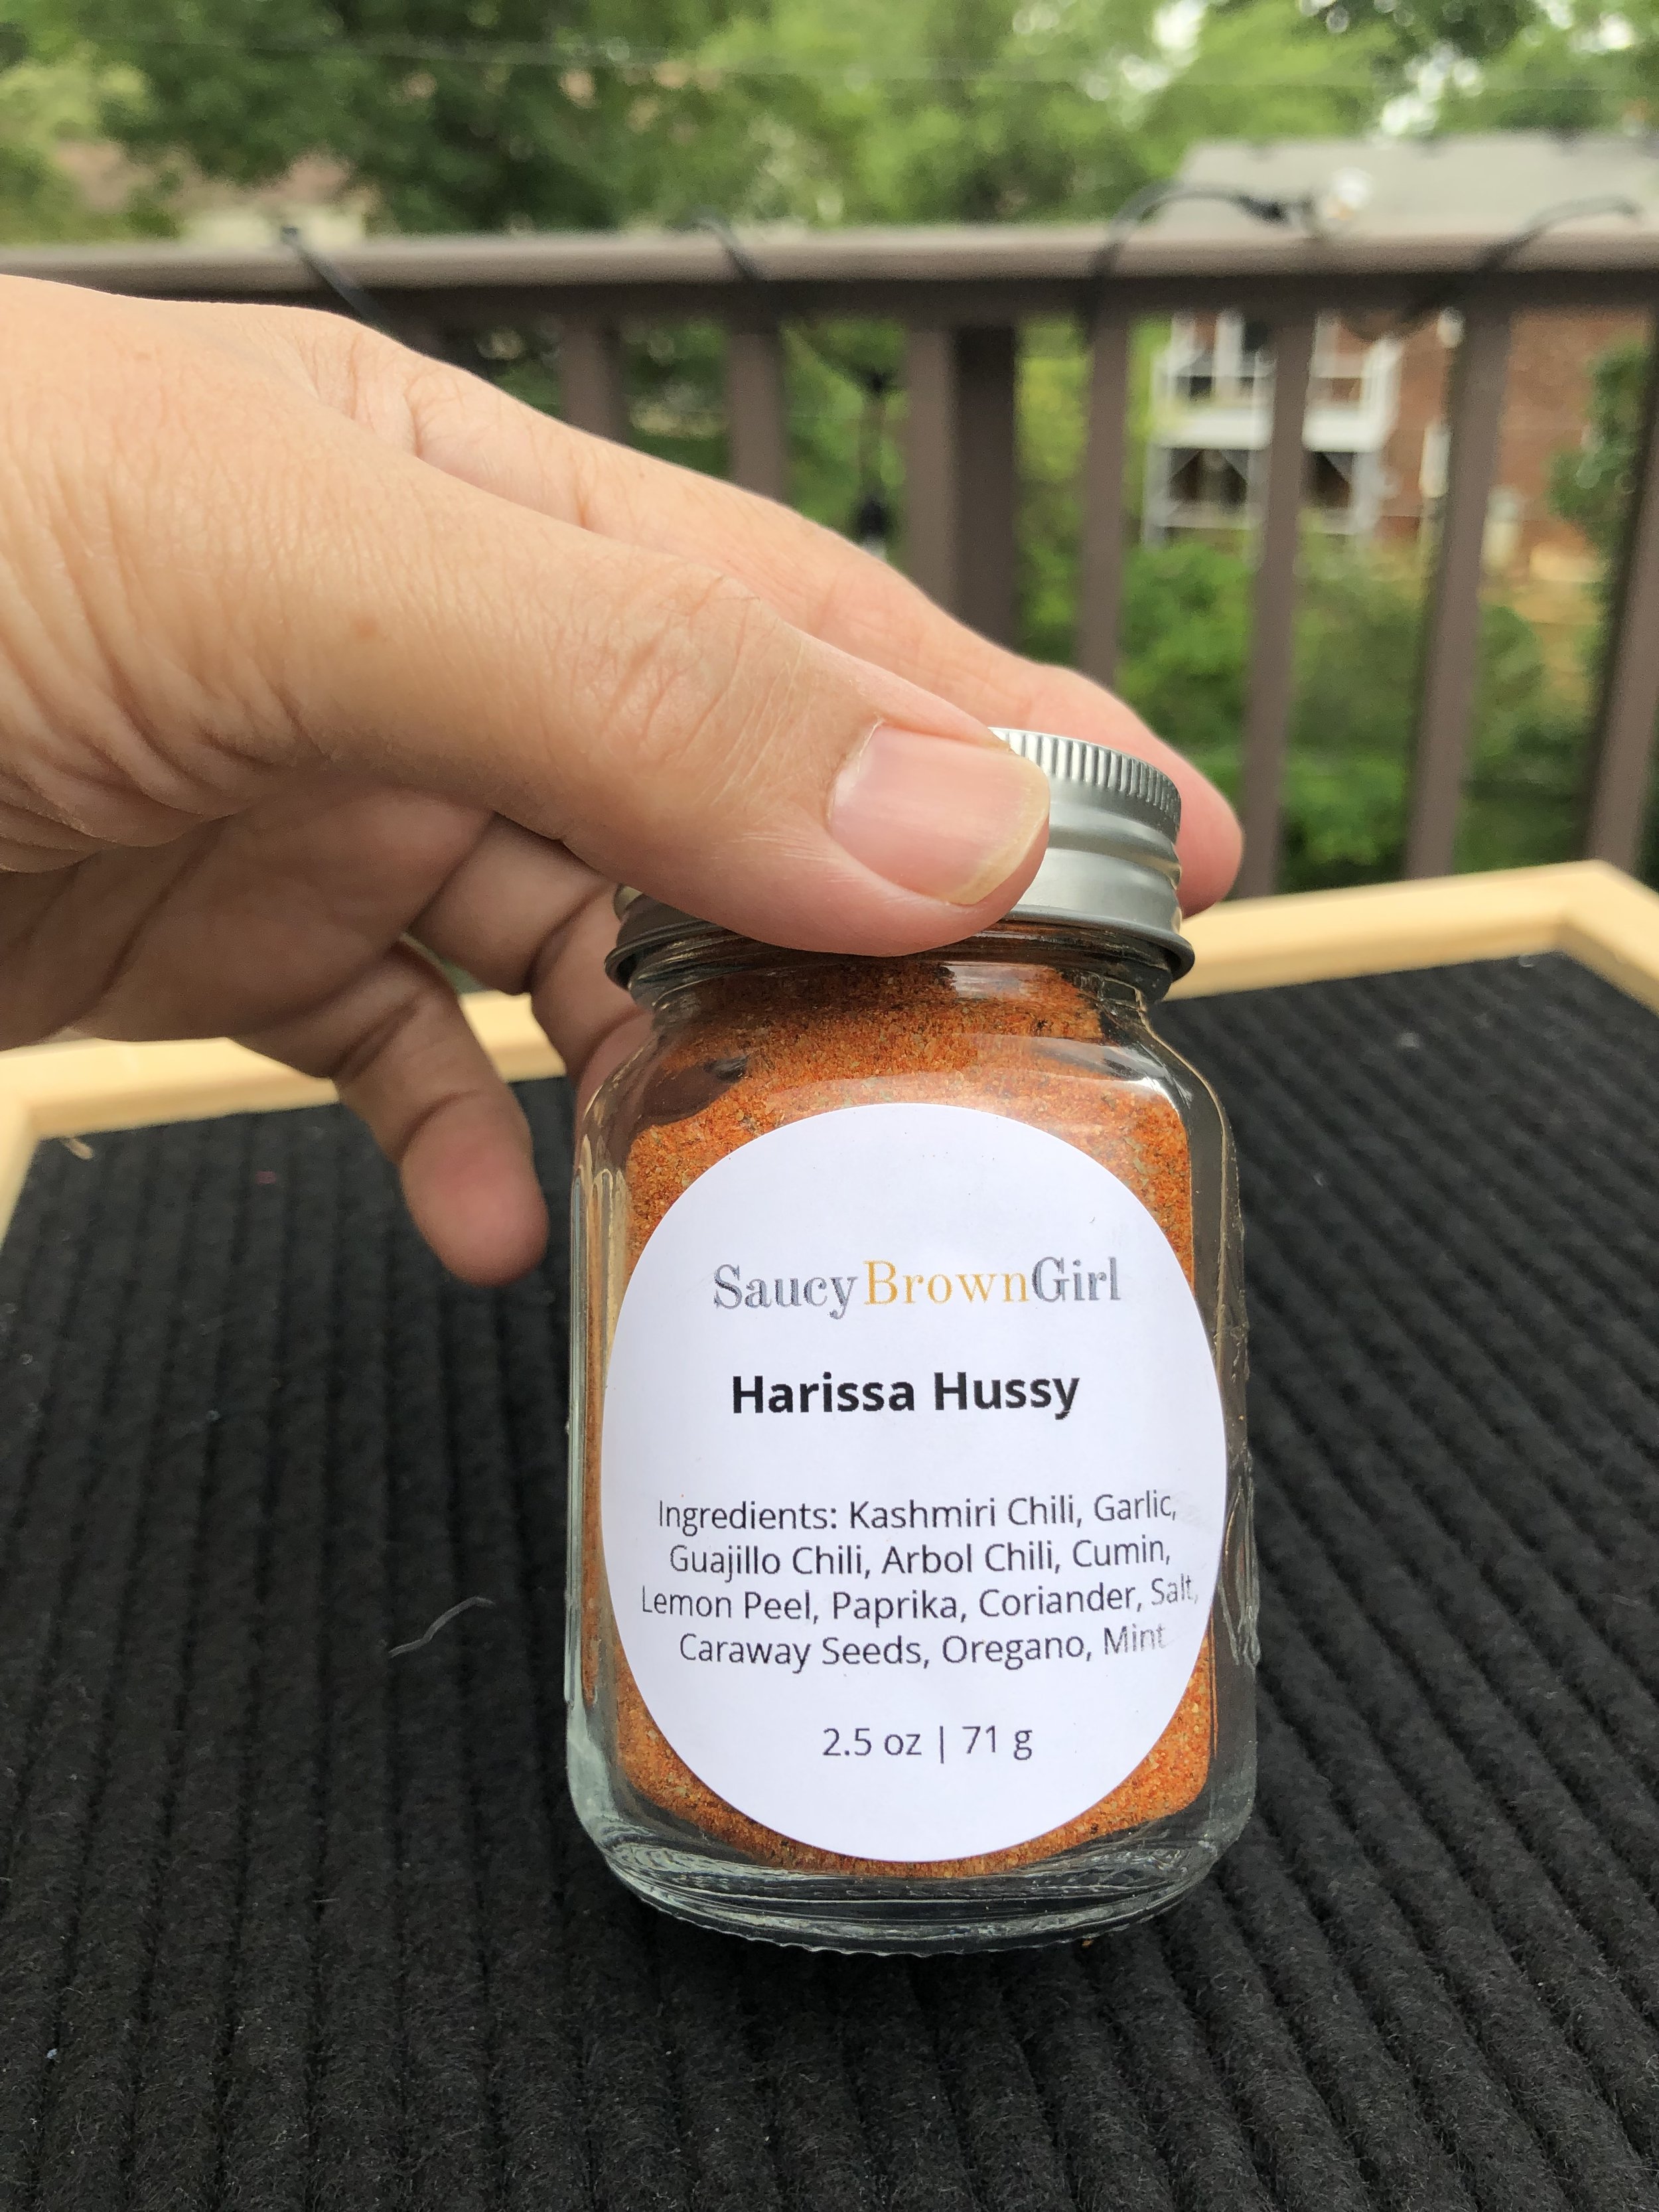 SaucyBrownGirl
Harissa Hussy
Ingredients: Kashmiri Chili, Garlic,
Guajillo Chili, Arbol Chili, Cumin,
Lemon Peel, Paprika, Coriander, Salt,
Caraway Seeds, Oregano, Mint
2.5 oz | 71 g